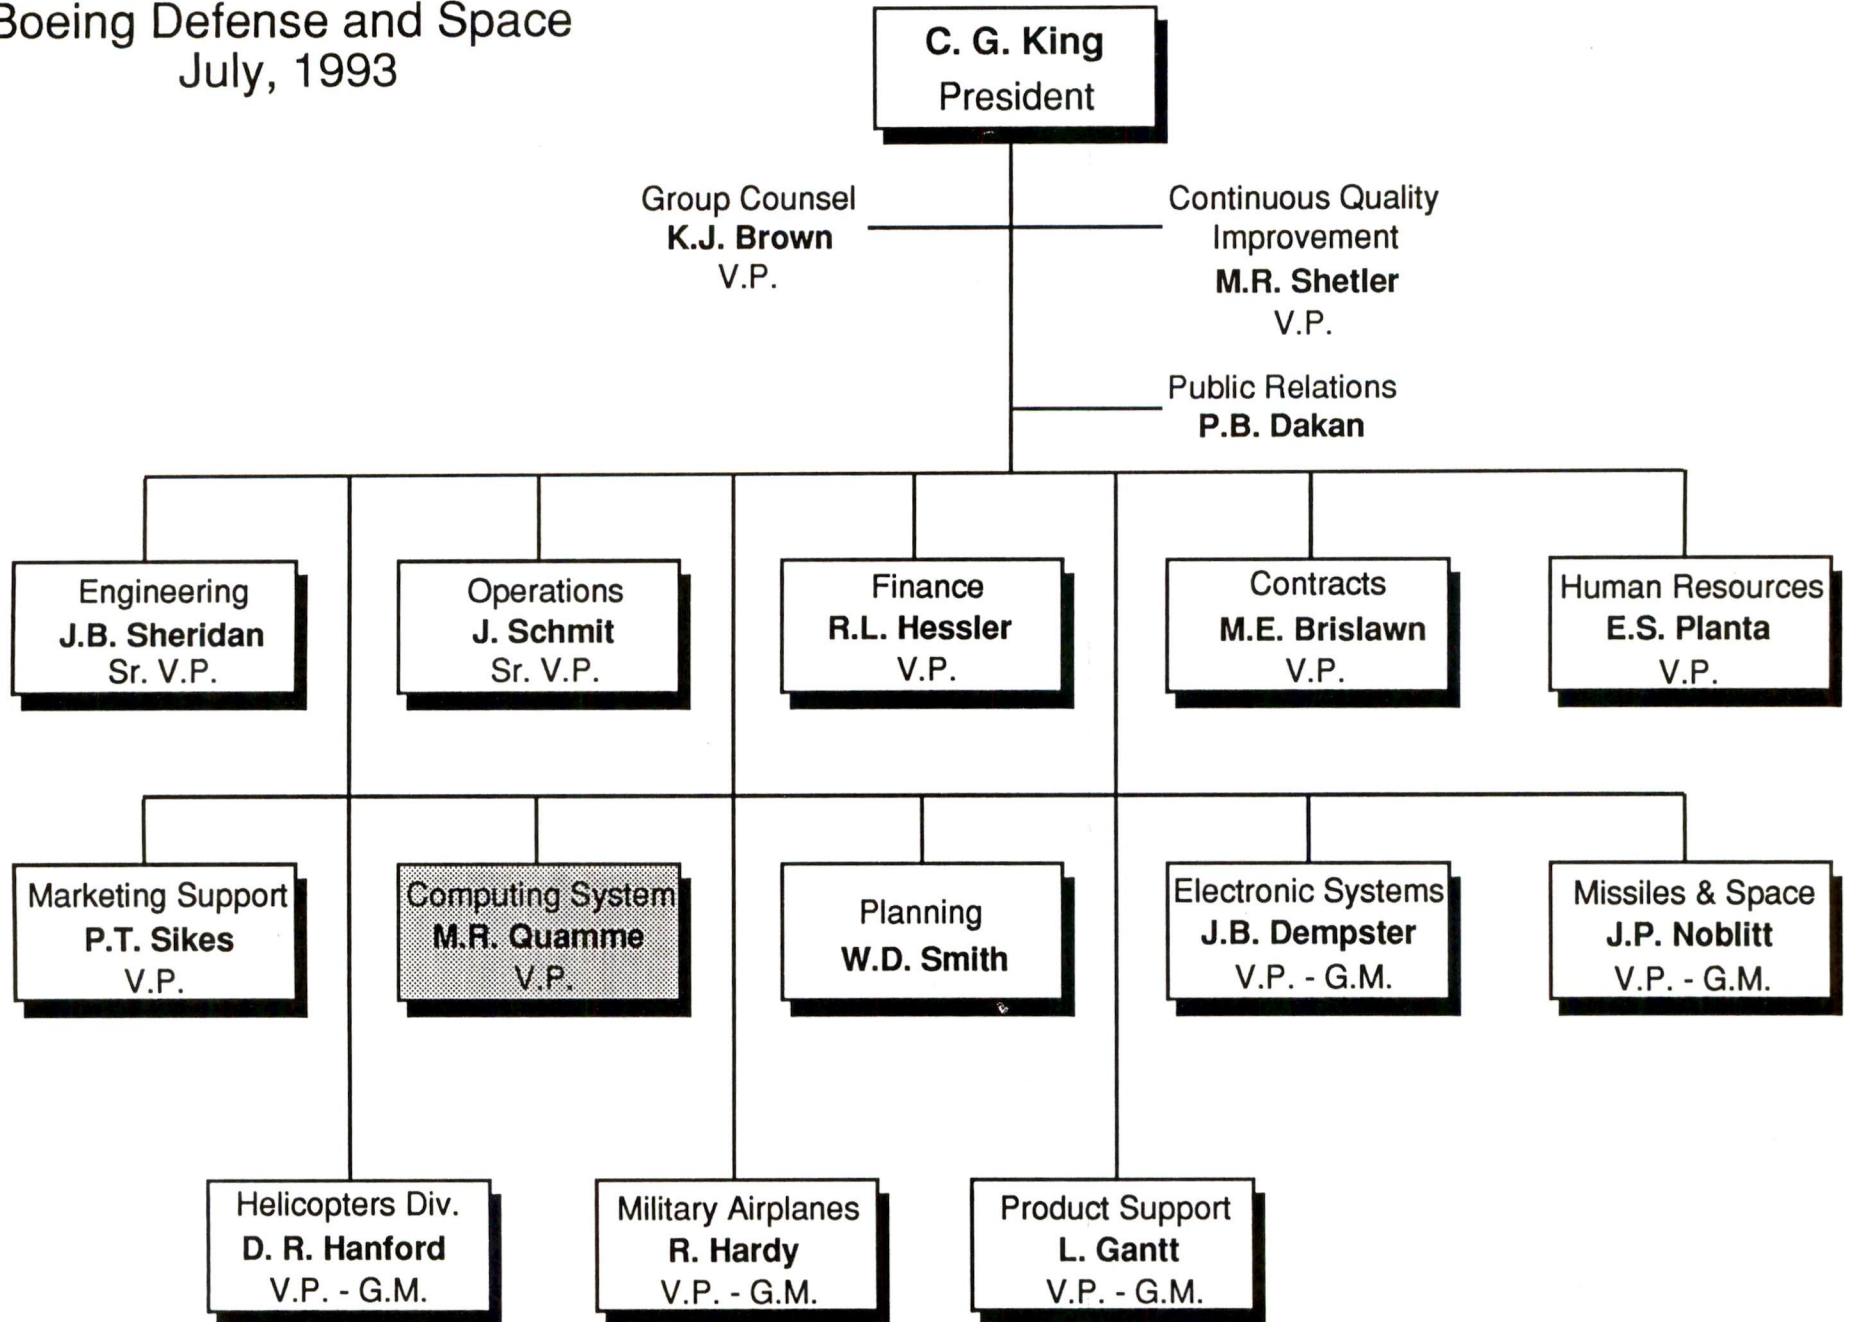 Boeing Defense and Space
July, 1993
C. G. King
President
Group Counsel
K.J. Brown
V.P.
Continuous Quality
Improvement
M.R. Shetler
V.P.
Public Relations
P.B. Dakan
Engineering
J.B. Sheridan
Sr. V.P.
Operations
J. Schmit
Sr. V.P.
Finance
R.L. Hessler
V.P.
Contracts
M.E. Brislawn
V.P.
Human Resources
E.S. Planta
V.P.
Marketing Support
P.T. Sikes
V.P.
Computing System
M.R. Quamme
V.P.
Planning
W.D. Smith
Electronic Systems
J.B. Dempster
V.P. - G.M.
Missiles & Space
J.P. Noblitt
V.P. - G.M.
Helicopters Div.
D. R. Hanford
V.P. - G.M.
Military Airplanes
R. Hardy
V.P. - G.M.
Product Support
L. Gantt
V.P. - G.M.